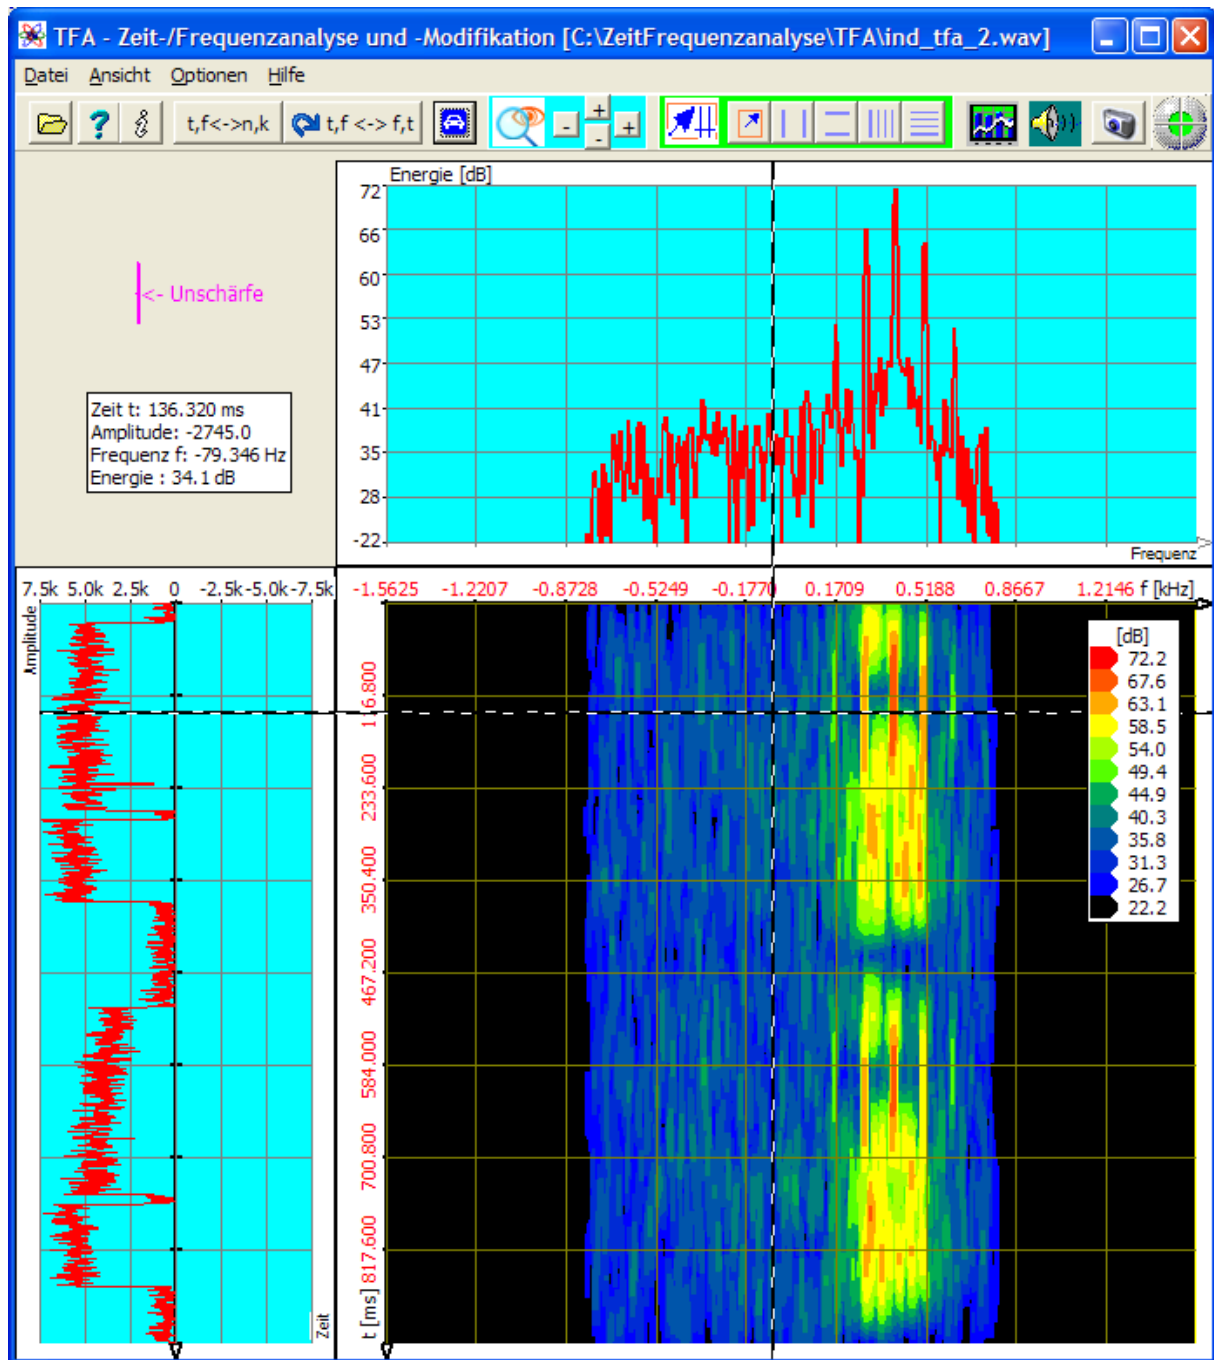 TFA - Zeit-/Frequenzanalyse und -Modifikation [C:\ZeitFrequenzanalyse\TFA\ind_tfa_2.wav]
Datei Ansicht Optionen Hilfe
t,f<->n,k t,f <-> f,t - + - +
Energie [dB]
72
66
60
53
47
41
35
28
-22
Frequenz
<- Unschärfe
Zeit t: 136.320 ms
Amplitude: -2745.0
Frequenz f: -79.346 Hz
Energie : 34.1 dB
7.5k 5.0k 2.5k 0 -2.5k -5.0k -7.5k
Amplitude
Zeit
-1.5625 -1.2207 -0.8728 -0.5249 -0.1770 0.1709 0.5188 0.8667 1.2146 f [kHz]
116.800
233.600
350.400
467.200
584.000
700.800
817.600
t [ms]
[dB]
72.2
67.6
63.1
58.5
54.0
49.4
44.9
40.3
35.8
31.3
26.7
22.2